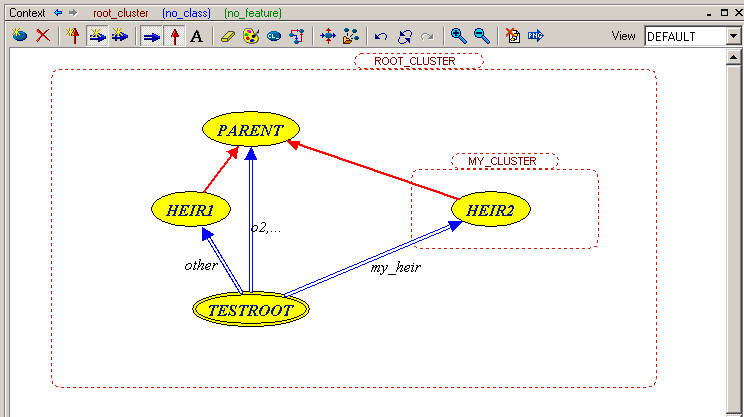 Context root_cluster (no_class) (no_feature)
A View DEFAULT
ROOT_CLUSTER
PARENT
MY_CLUSTER
HEIR1
HEIR2
o2,...
other
my_heir
TESTROOT